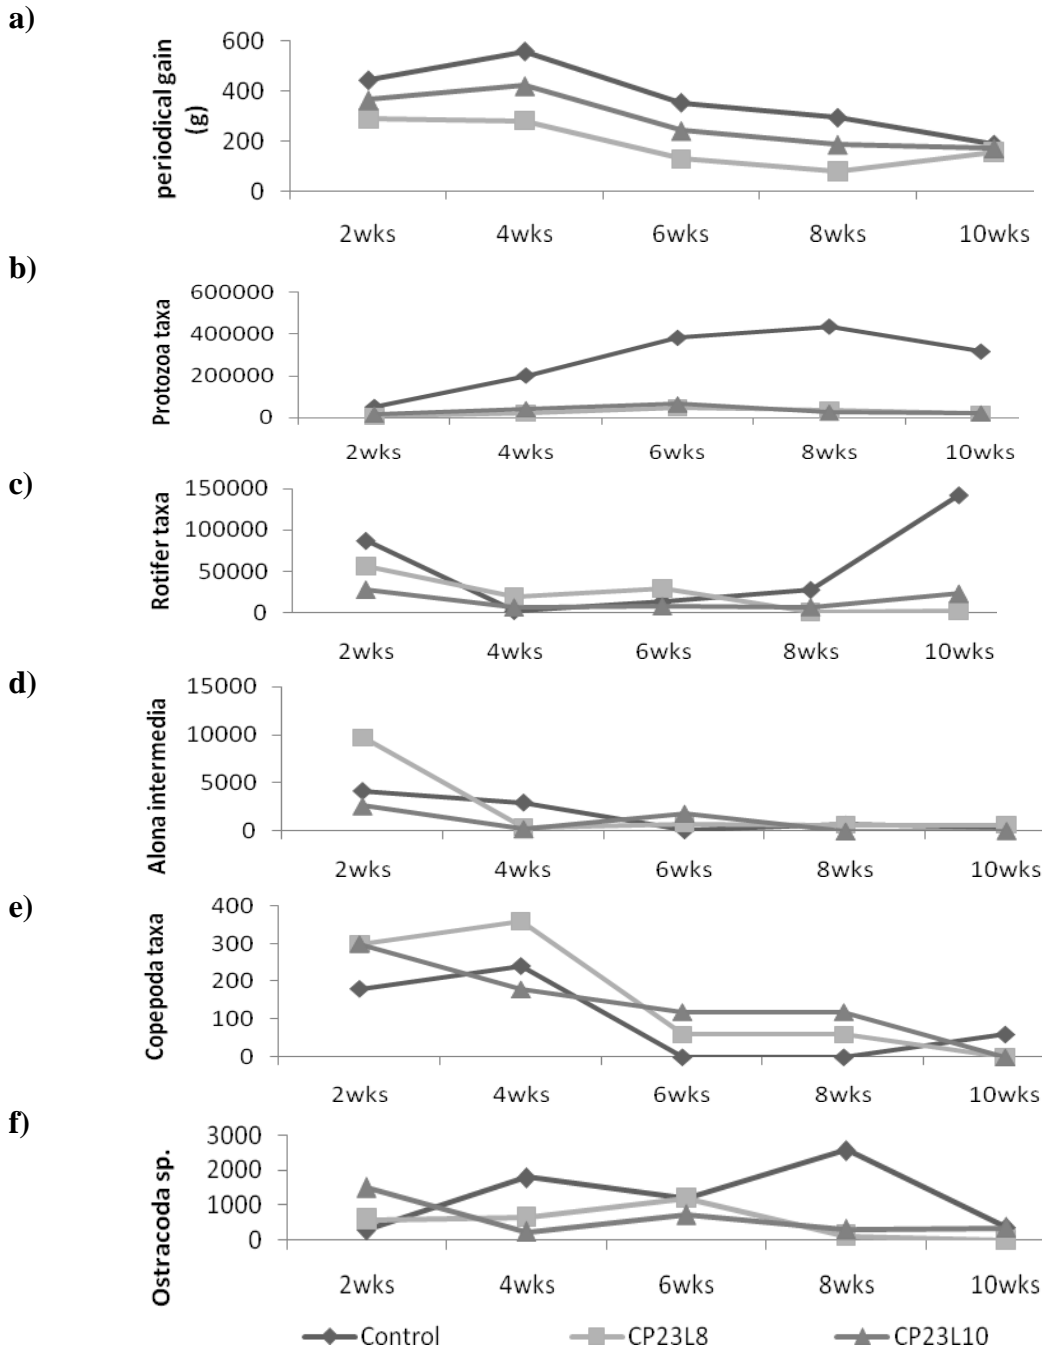 a)
periodical gain
(g)
600
400
200
0
2wks 4wks 6wks 8wks 10wks
b)
Protozoa taxa
600000
400000
200000
0
2wks 4wks 6wks 8wks 10wks
c)
Rotifer taxa
150000
100000
50000
0
2wks 4wks 6wks 8wks 10wks
d)
Alona intermedia
15000
10000
5000
0
2wks 4wks 6wks 8wks 10wks
e)
Copepoda taxa
400
300
200
100
0
2wks 4wks 6wks 8wks 10wks
f)
Ostracoda sp.
3000
2000
1000
0
2wks 4wks 6wks 8wks 10wks
Control CP23L8 CP23L10